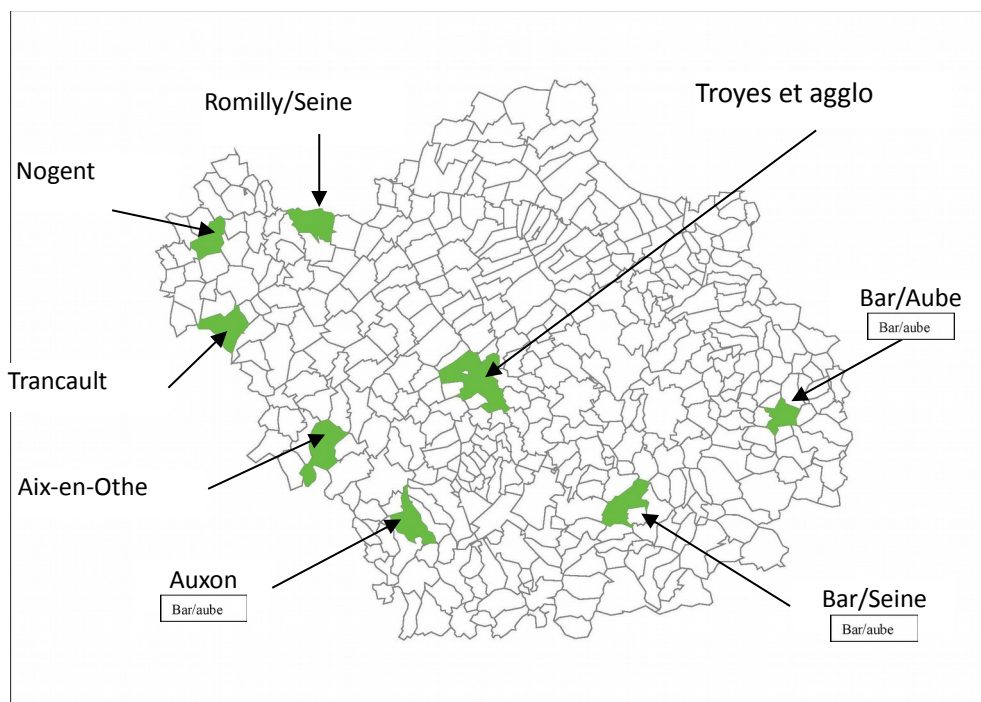 Troyes et agglo
Romilly/Seine
Nogent
Bar/Aube
Bar/aube
Trancault
Aix-en-Othe
Auxon
Bar/aube
Bar/Seine
Bar/aube